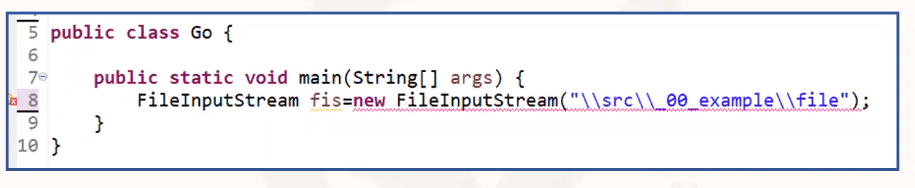 5 public class Go {
6
7 public static void main(String[] args) {
8 FileInputStream fis=new FileInputStream("\\src\\_00_example\\file");
9 }
10 }